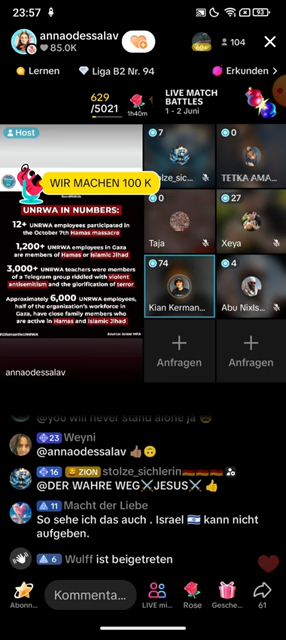 23:57
93
annaodessalav
85.0K
104
Lernen
Liga B2 Nr. 94
Erkunden
629
/5021
1h40m
LIVE MATCH
BATTLES
1 - 2 Juni
Host
WIR MACHEN 100 K
UNRWA IN NUMBERS:
12+ UNRWA employees participated in
the October 7th Hamas massacre
1,200+ UNRWA employees in Gaza
are members of Hamas or Islamic Jihad
3,000+ UNRWA teachers were members
of a Telegram group riddled with violent
antisemitism and the glorification of terror
Approximately 6,000 UNRWA employees,
half of the organization's workforce in
Gaza, have close family members who
are active in Hamas and Islamic Jihad
annaodessalav
7
stolze_sic...
0
TETKA AMA...
0
Taja
27
Xeya
74
Kian Kerman...
4
Abu Nixls...
Anfragen
Anfragen
@you will never stand alone ja
23 Weyni
@annaodessalav
16 ZION stolze_sichlerin
@DER WAHRE WEG⚔JESUS⚔
11 Macht der Liebe
So sehe ich das auch . Israel 🇮🇱 kann nicht
aufgeben.
6 Wulff ist beigetreten
Abonn...
Kommenta...
LIVE mi...
Rose
Gesche...
61